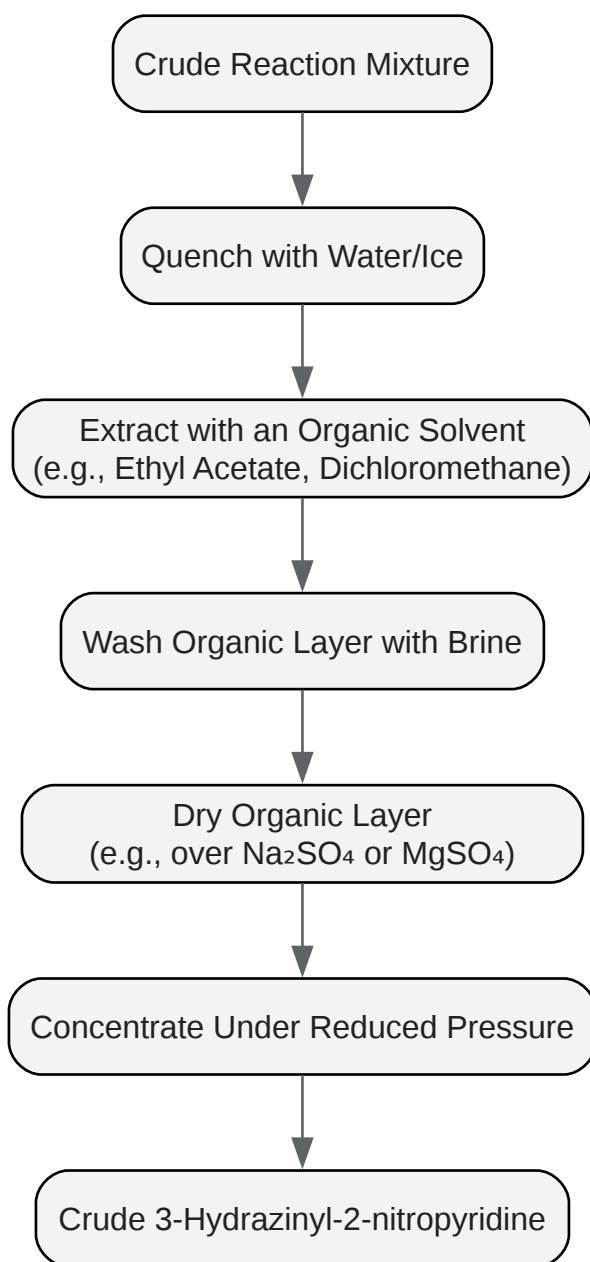 Crude Reaction Mixture
Quench with Water/Ice
Extract with an Organic Solvent
(e.g., Ethyl Acetate, Dichloromethane)
Wash Organic Layer with Brine
Dry Organic Layer
(e.g., over Na₂SO₄ or MgSO₄)
Concentrate Under Reduced Pressure
Crude 3-Hydrazinyl-2-nitropyridine